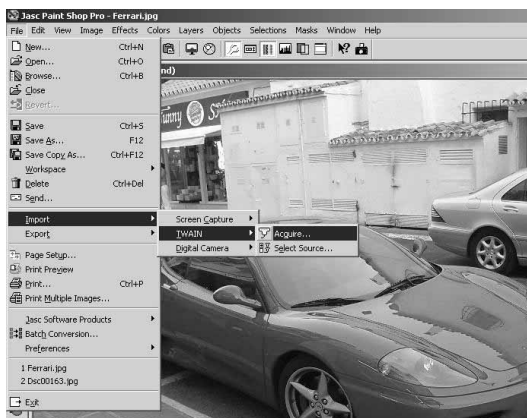 Jasc Paint Shop Pro - Ferrari.jpg
File Edit View Image Effects Colors Layers Objects Selections Masks Window Help
New... Ctrl+N
Open... Ctrl+O
Browse... Ctrl+B
Close
Revert...
Save Ctrl+S
Save As... F12
Save Copy As... Ctrl+F12
Workspace
Delete Ctrl+Del
Send...
Import
Export
Page Setup...
Print Preview
Print... Ctrl+P
Print Multiple Images...
Jasc Software Products
Batch Conversion...
Preferences
1 Ferrari.jpg
2 Dsc00163.jpg
Exit
Screen Capture
TWAIN
Digital Camera
Acquire...
Select Source...
nd)
unny